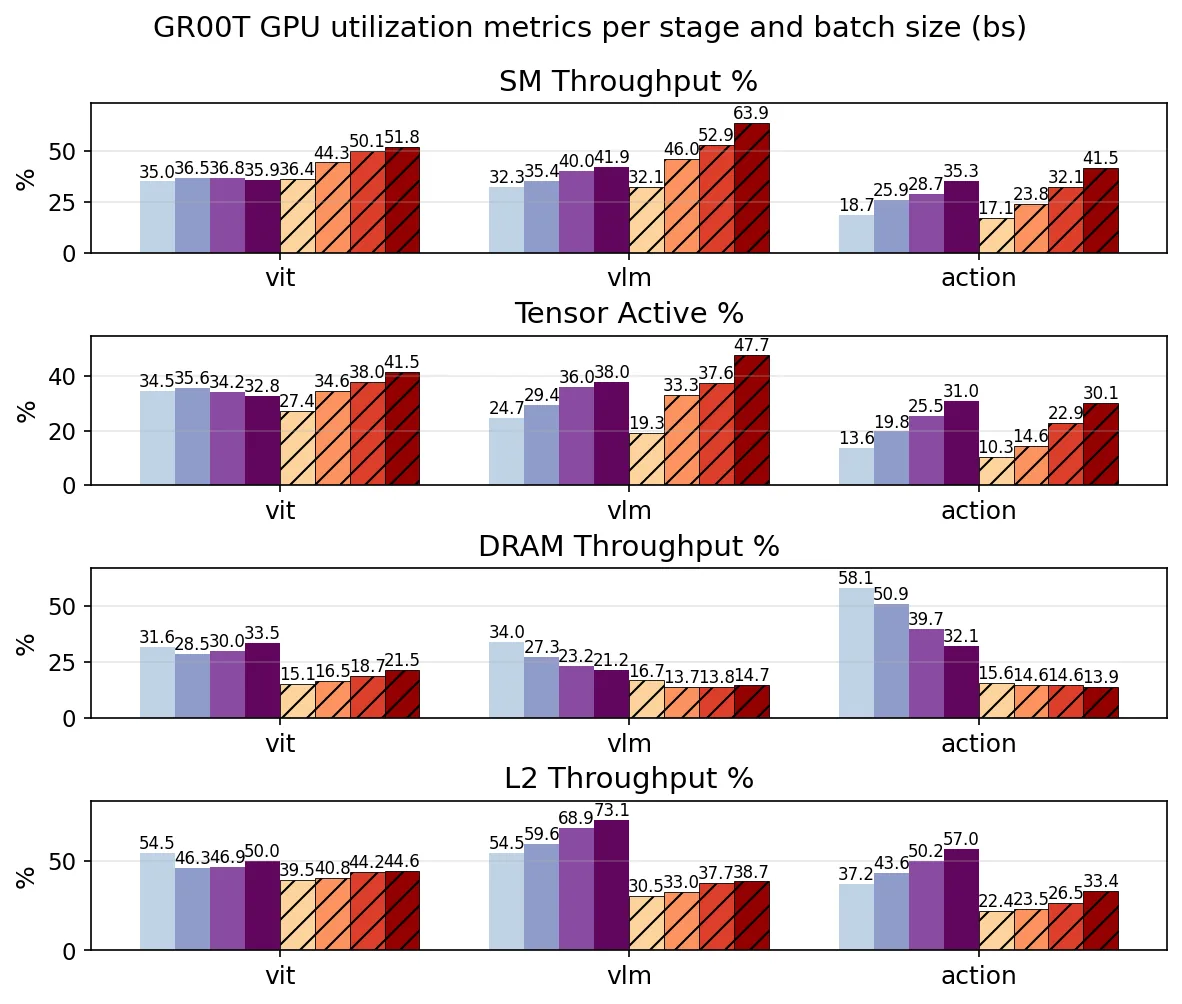 GR00T GPU utilization metrics per stage and batch size (bs)
SM Throughput %
%
50
25
0
35.0 36.5 36.8 35.9 36.4 44.3 50.1 51.8
32.3 35.4 40.0 41.9 32.1 46.0 52.9 63.9
18.7 25.9 28.7 35.3 17.1 23.8 32.1 41.5
vit vlm action
Tensor Active %
%
40
20
0
34.5 35.6 34.2 32.8 27.4 34.6 38.0 41.5
24.7 29.4 36.0 38.0 19.3 33.3 37.6 47.7
13.6 19.8 25.5 31.0 10.3 14.6 22.9 30.1
vit vlm action
DRAM Throughput %
%
50
25
0
31.6 28.5 30.0 33.5 15.1 16.5 18.7 21.5
34.0 27.3 23.2 21.2 16.7 13.7 13.8 14.7
58.1 50.9 39.7 32.1 15.6 14.6 14.6 13.9
vit vlm action
L2 Throughput %
%
50
0
54.5 46.3 46.9 50.0 39.5 40.8 44.2 44.6
54.5 59.6 68.9 73.1 30.5 33.0 37.7 38.7
37.2 43.6 50.2 57.0 22.4 23.5 26.5 33.4
vit vlm action